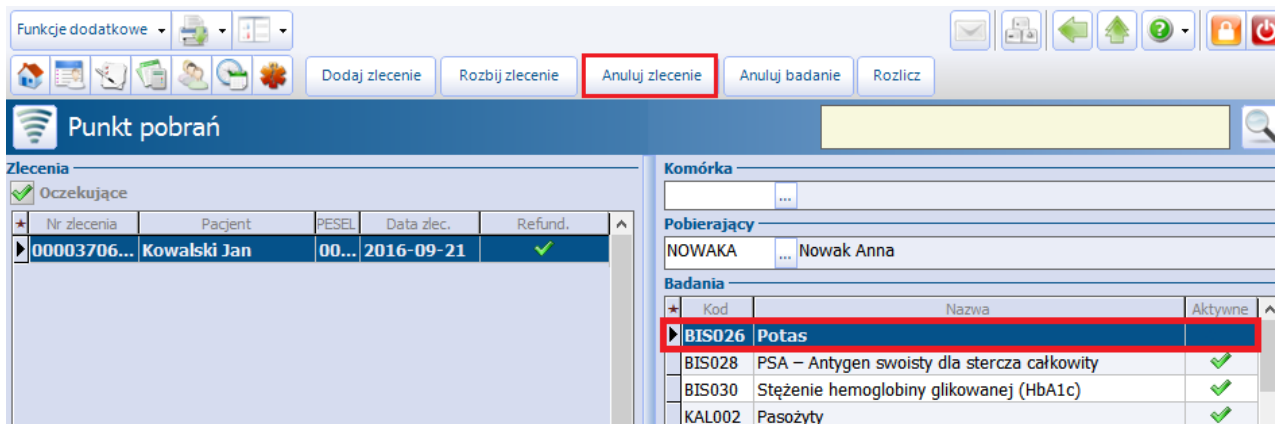 Funkcje dodatkowe
Dodaj zlecenie Rozbij zlecenie Anuluj zlecenie Anuluj badanie Rozlicz
Punkt pobrań
Zlecenia
Oczekujące
Nr zlecenia Pacjent PESEL Data zlec. Refund.
00003706... Kowalski Jan 00... 2016-09-21
Komórka
...
Pobierający
NOWAKA ... Nowak Anna
Badania
Kod Nazwa Aktywne
BIS026 Potas
BIS028 PSA – Antygen swoisty dla stercza całkowity
BIS030 Stężenie hemoglobiny glikowanej (HbA1c)
KAL002 Pasożyty